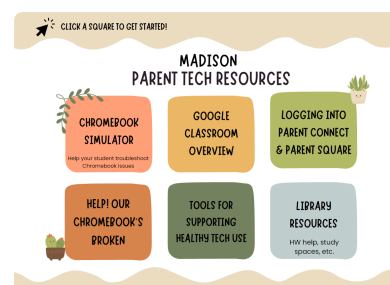 CLICK A SQUARE TO GET STARTED!
MADISON
PARENT TECH RESOURCES
CHROMEBOOK
SIMULATOR
Help your student troubleshoot
Chromebook issues
GOOGLE
CLASSROOM
OVERVIEW
LOGGING INTO
PARENT CONNECT
& PARENT SQUARE
HELP! OUR
CHROMEBOOK'S
BROKEN
TOOLS FOR
SUPPORTING
HEALTHY TECH USE
LIBRARY
RESOURCES
HW help, study
spaces, etc.